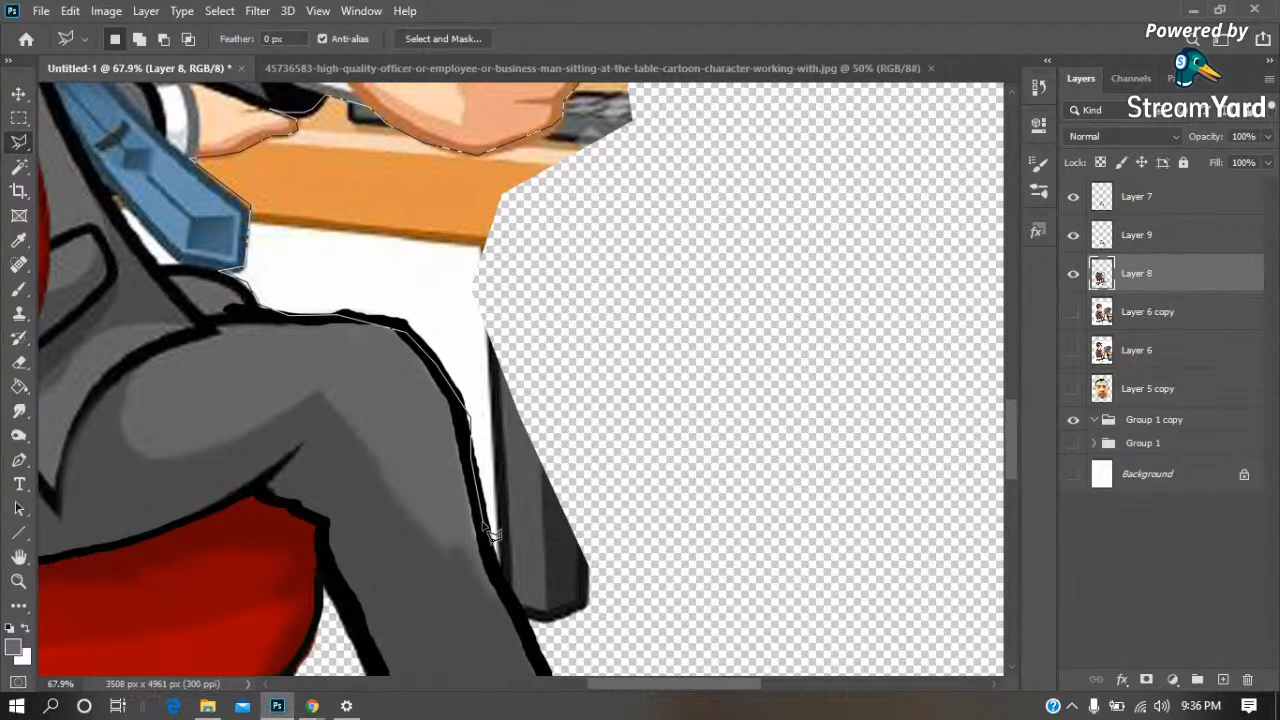 File Edit Image Layer Type Select Filter 3D View Window Help
Powered by
StreamYard
Feather: 0 px Anti-alias Select and Mask...
Untitled-1 @ 67.9% (Layer 8, RGB/8) * × 45736583-high-quality-officer-or-employee-or-business-man-sitting-at-the-table-cartoon-character-working-with.jpg @ 50% (RGB/8#) ×
Layers Channels
Kind
Normal Opacity: 100%
Lock: Fill: 100%
Layer 7
Layer 9
Layer 8
Layer 6 copy
Layer 6
Layer 5 copy
Group 1 copy
Group 1
Background
67.9% 3508 px x 4961 px (300 ppi)
9:36 PM